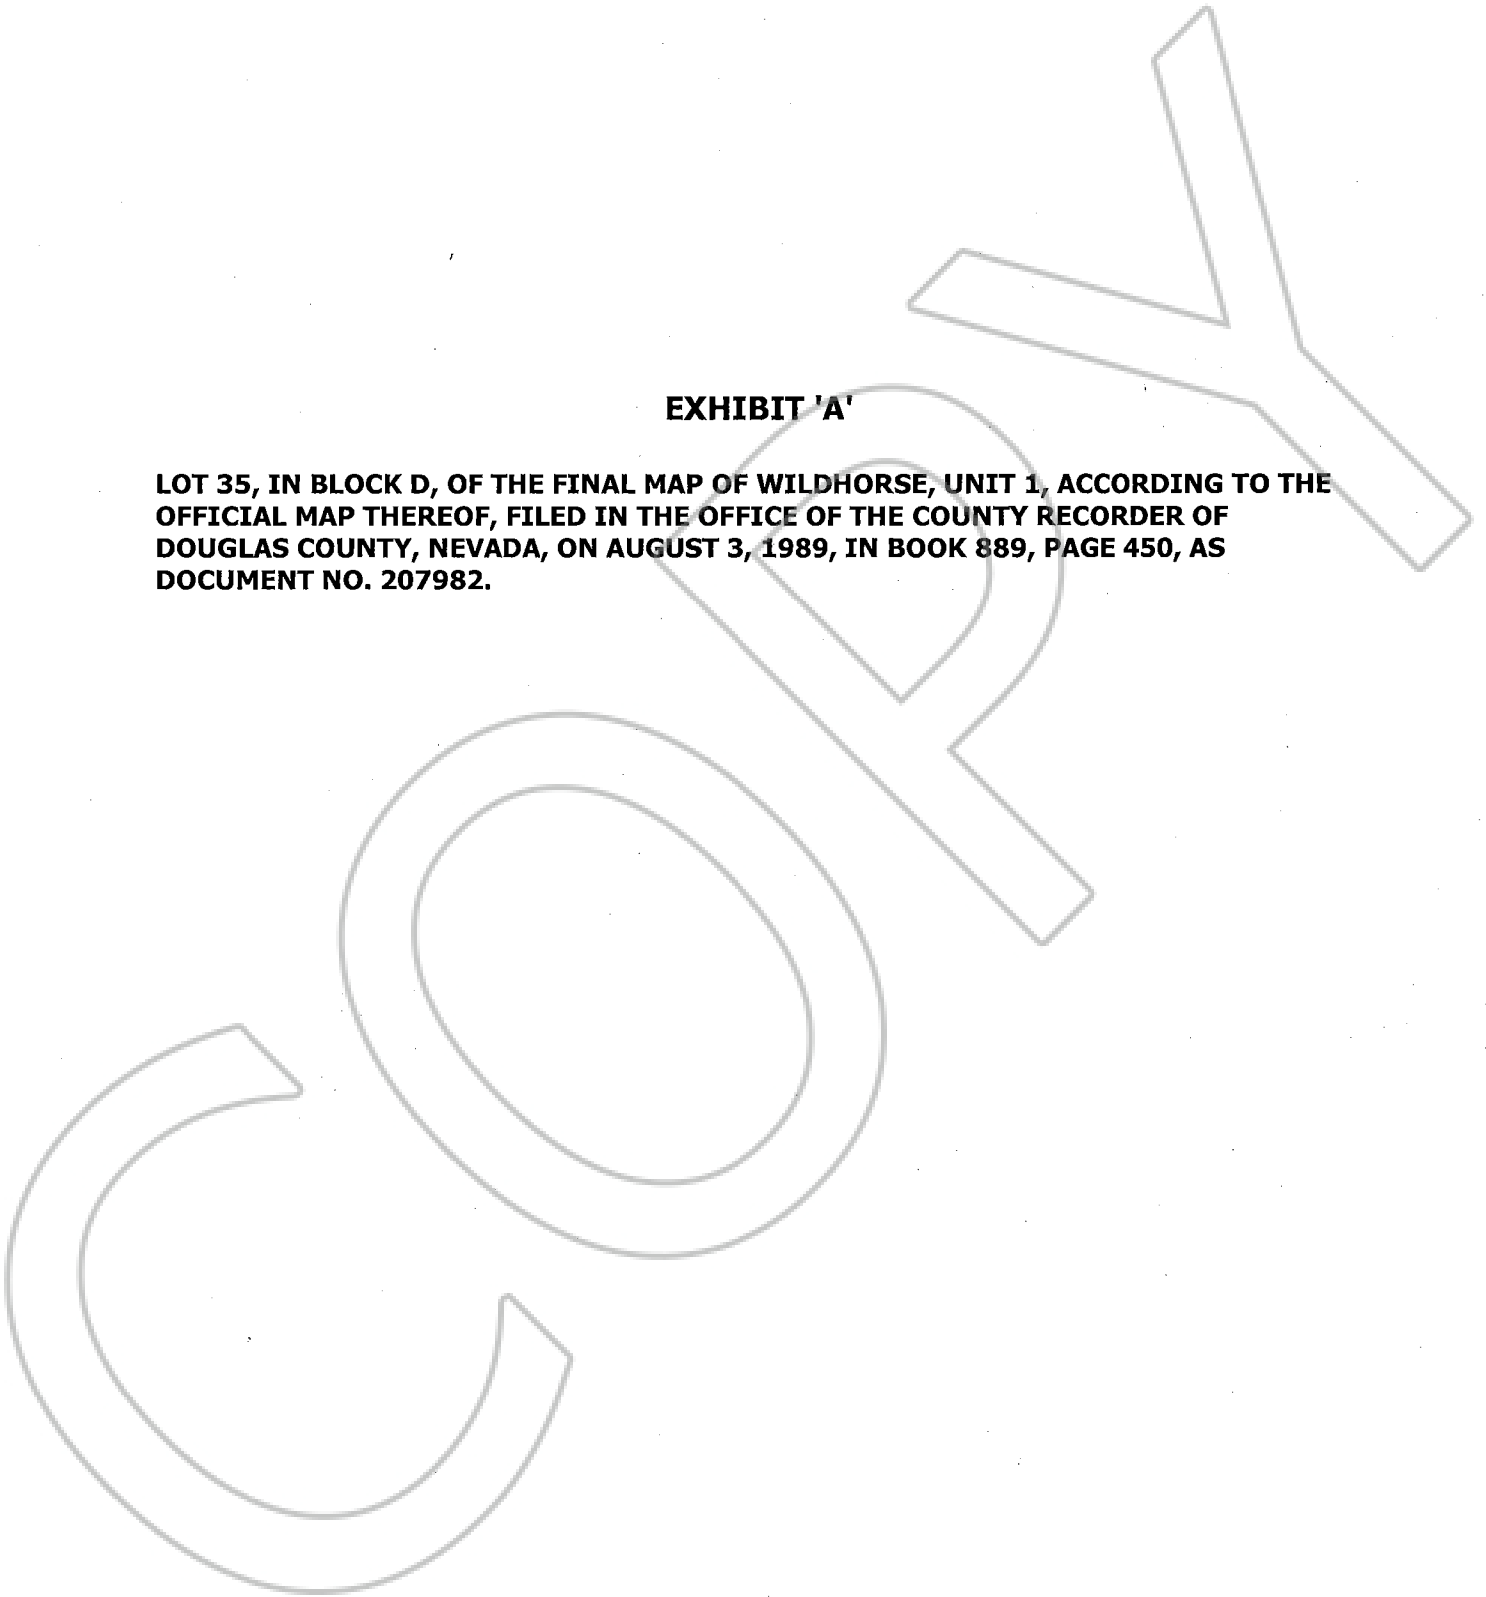 EXHIBIT 'A'
LOT 35, IN BLOCK D, OF THE FINAL MAP OF WILDHORSE, UNIT 1, ACCORDING TO THE
OFFICIAL MAP THEREOF, FILED IN THE OFFICE OF THE COUNTY RECORDER OF
DOUGLAS COUNTY, NEVADA, ON AUGUST 3, 1989, IN BOOK 889, PAGE 450, AS
DOCUMENT NO. 207982.
COPY